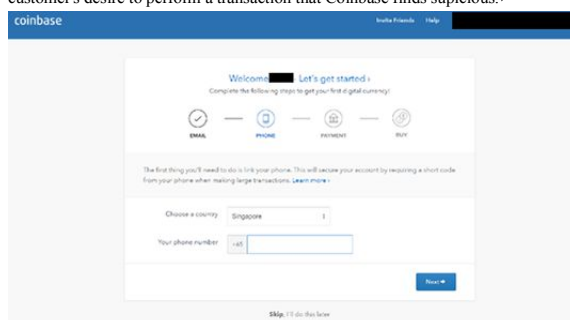 customer's desire to perform a transaction that Coinbase finds supicious.
coinbase
Invite Friends Help
Welcome Let's get started ›
Complete the following steps to get your first digital currency!
EMAIL PHONE PAYMENT BUY
The first thing you'll need to do is link your phone. This will secure your account by requiring a short code
from your phone when making large transactions. Learn more ›
Choose a country Singapore
Your phone number +65
Next
Skip, I'll do this later